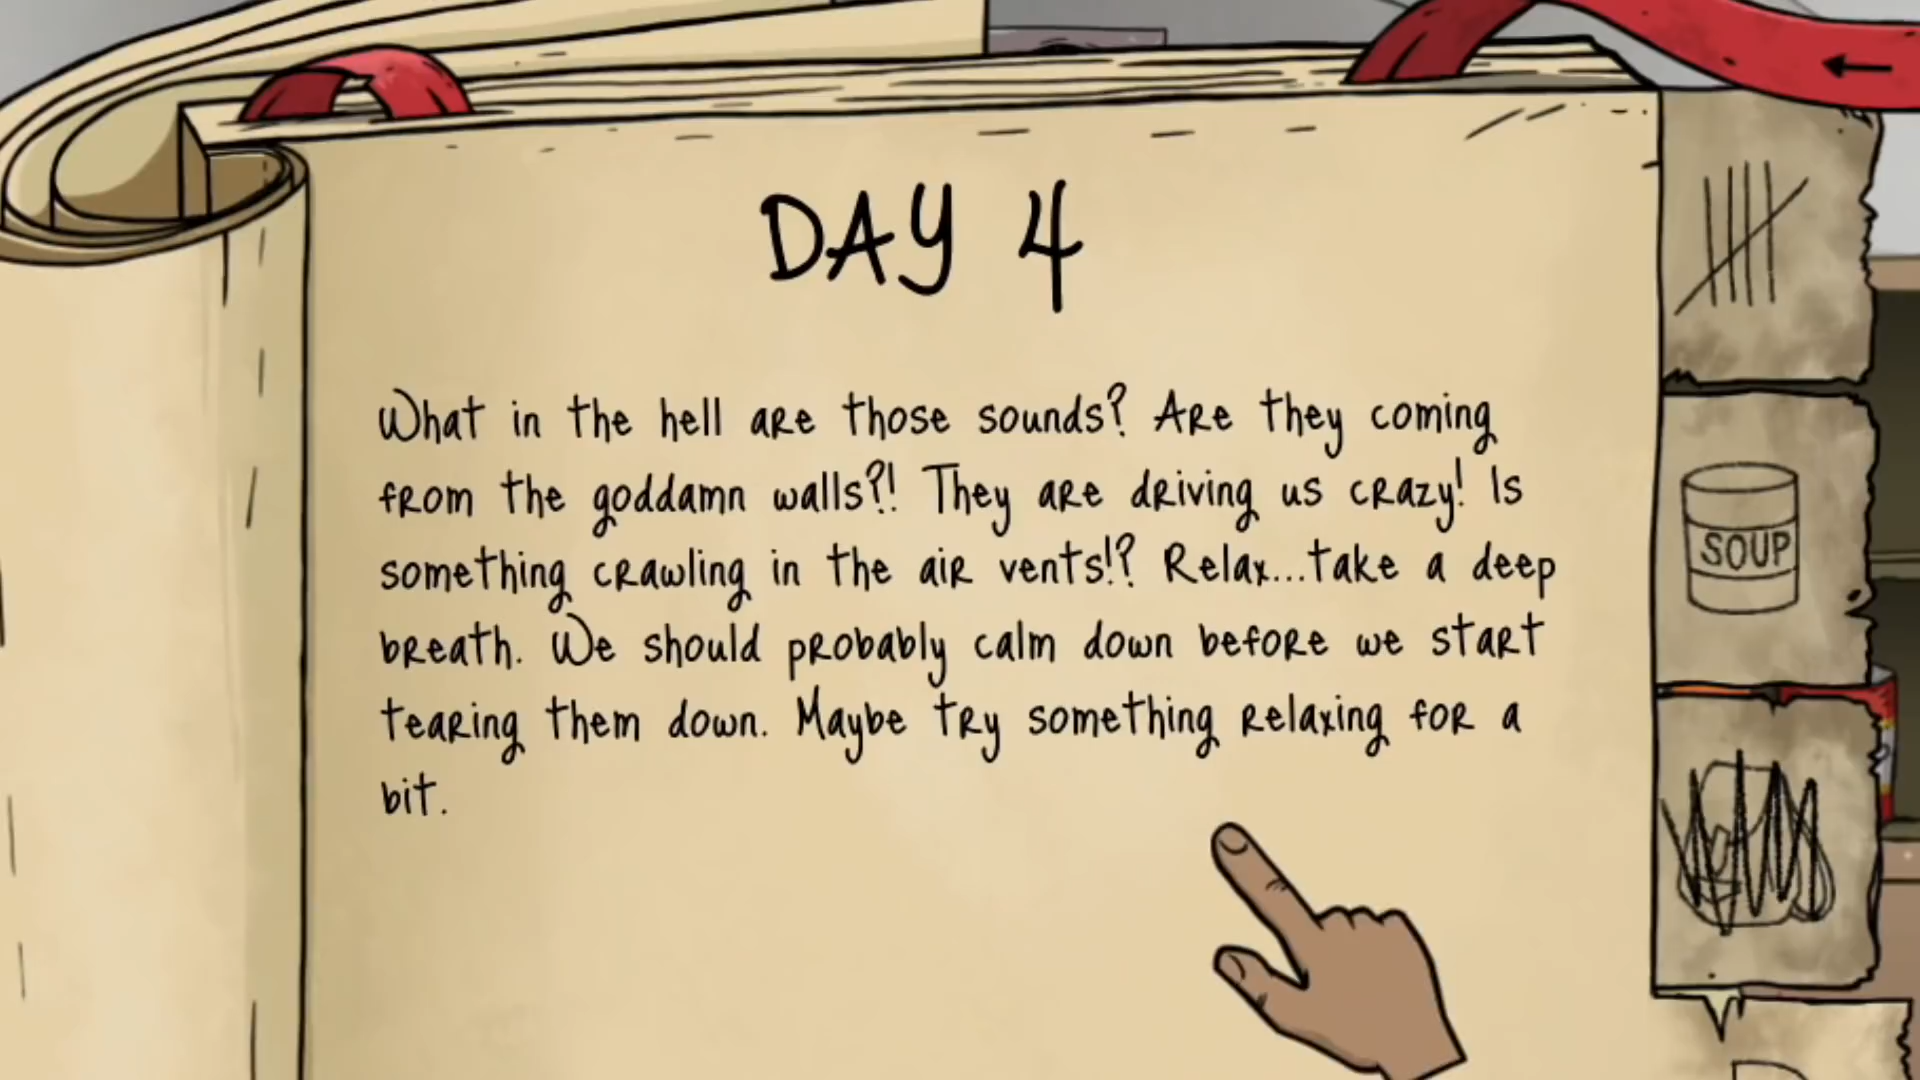 DAY 4
What in the hell are those sounds? Are they coming
from the goddamn walls?! They are driving us crazy! Is
something crawling in the air vents!? Relax...take a deep
breath. We should probably calm down before we start
tearing them down. Maybe try something relaxing for a
bit.
SOUP